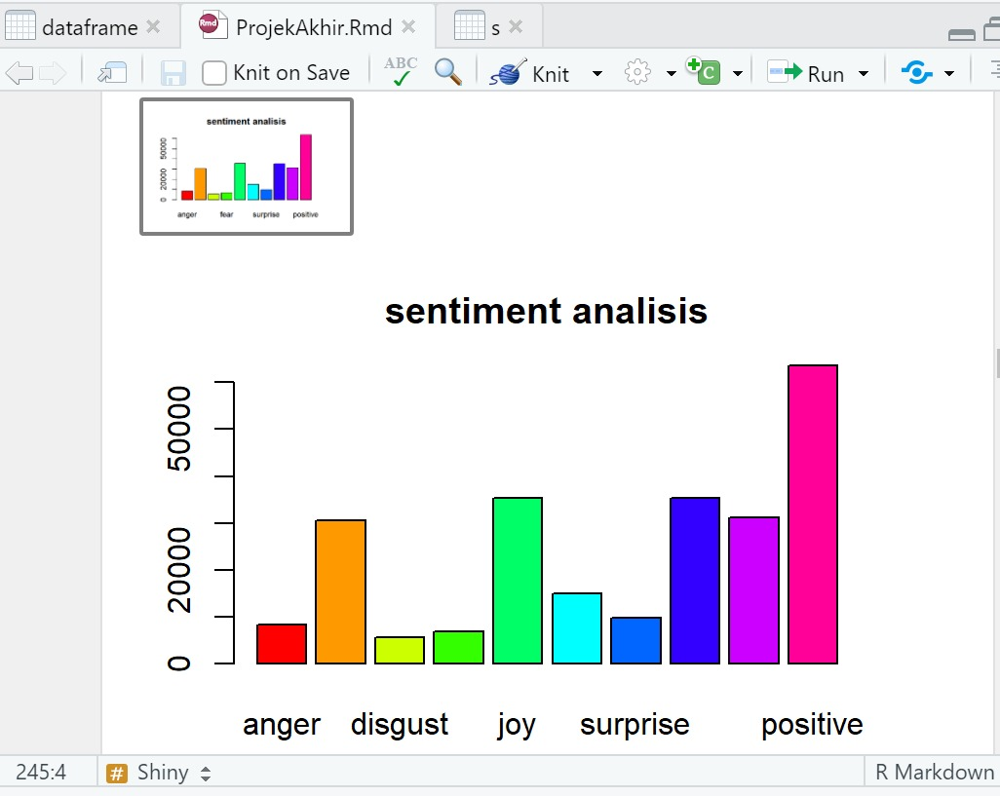 dataframe ProjekAkhir.Rmd s
Knit on Save ABC Knit C Run
sentiment analisis
50000
20000
0
anger fear surprise positive
sentiment analisis
50000
20000
0
anger disgust joy surprise positive
245:4 # Shiny R Markdown